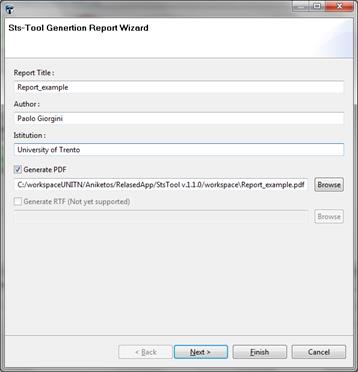 Sts-Tool Genertion Report Wizard
Report Title :
Report_example
Author :
Paolo Giorgini
Istitution :
University of Trento
Generate PDF
C:/workspaceUNITN/Aniketos/RelasedApp/StsTool v.1.1.0/workspace\Report_example.pdf Browse
Generate RTF (Not yet supported)
Browse
< Back Next > Finish Cancel